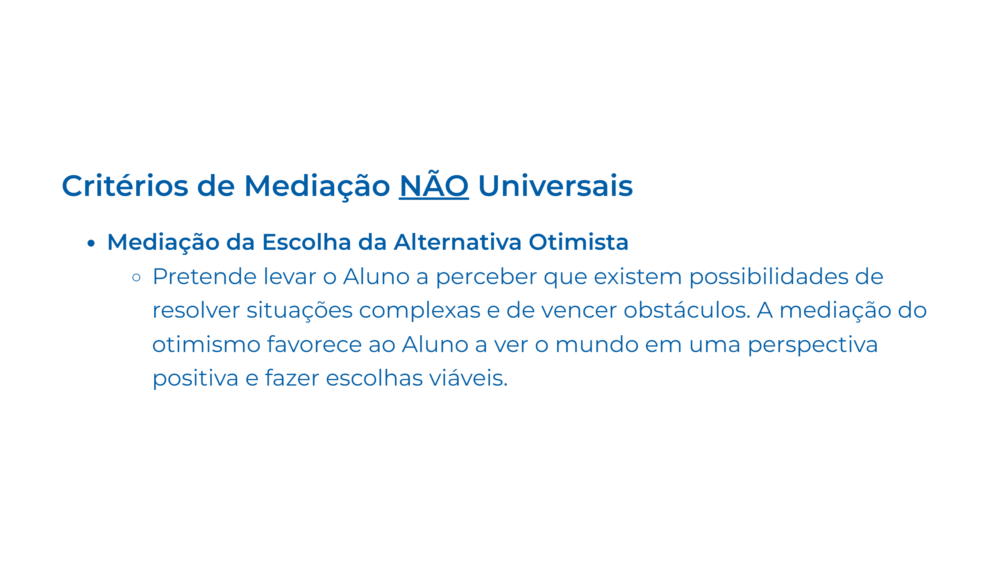 Critérios de Mediação NÃO Universais
• Mediação da Escolha da Alternativa Otimista
○ Pretende levar o Aluno a perceber que existem possibilidades de
resolver situações complexas e de vencer obstáculos. A mediação do
otimismo favorece ao Aluno a ver o mundo em uma perspectiva
positiva e fazer escolhas viáveis.